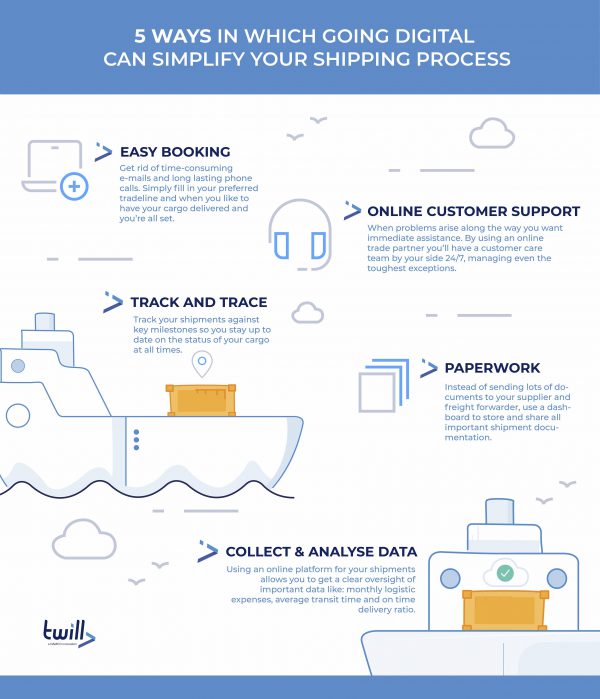 5 WAYS IN WHICH GOING DIGITAL
CAN SIMPLIFY YOUR SHIPPING PROCESS
EASY BOOKING
Get rid of time-consuming
e-mails and long lasting phone
calls. Simply fill in your preferred
tradeline and when you like to
have your cargo delivered and
you're all set.
ONLINE CUSTOMER SUPPORT
When problems arise along the way you want
immediate assistance. By using an online
trade partner you'll have a customer care
team by your side 24/7, managing even the
toughest exceptions.
TRACK AND TRACE
Track your shipments against
key milestones so you stay up to
date on the status of your cargo
at all times.
PAPERWORK
Instead of sending lots of do-
cuments to your supplier and
freight forwarder, use a dash-
board to store and share all
important shipment docu-
mentation.
COLLECT & ANALYSE DATA
Using an online platform for your shipments
allows you to get a clear oversight of
important data like: monthly logistic
expenses, average transit time and on time
delivery ratio.
twill